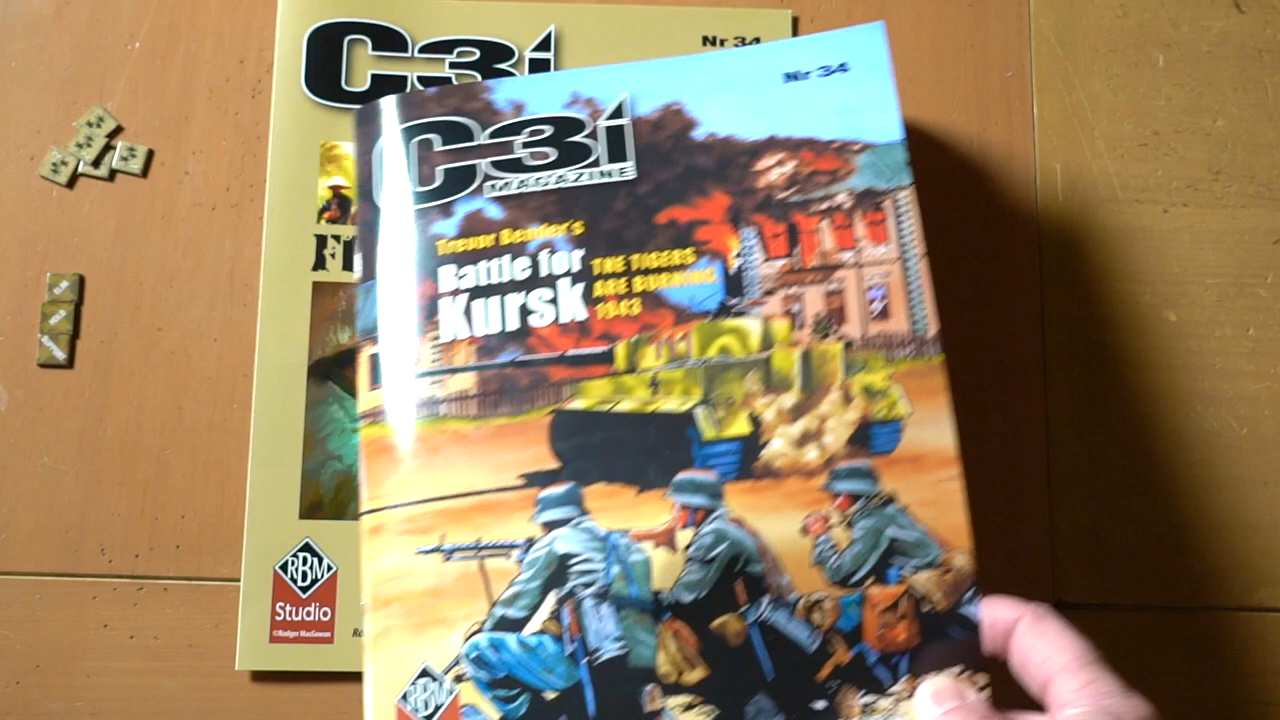 C3i
Nr 34
Nr 34
C3i
MAGAZINE
Trevor Bender's
Battle for
Kursk
THE TIGERS
ARE BURNING
1943
RBM
Studio
©Rodger MacGowan
RBM